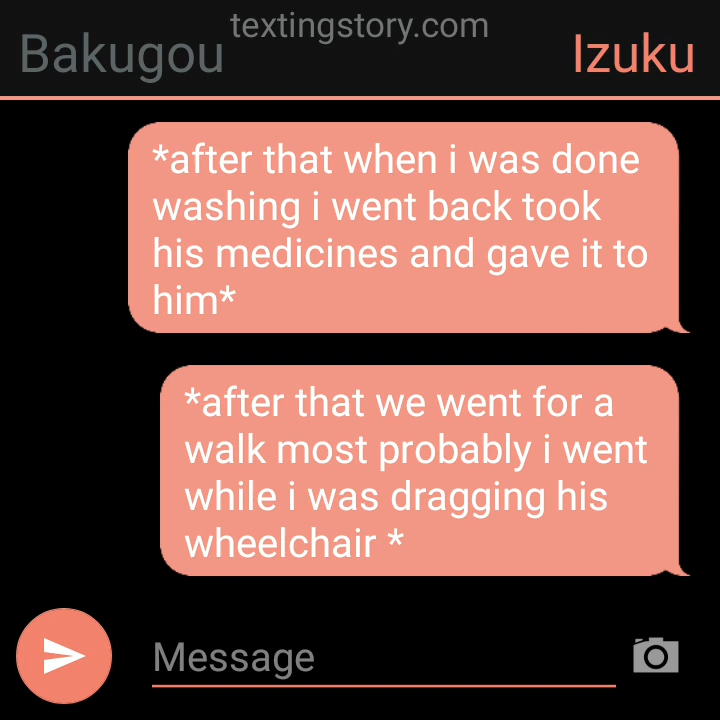 textingstory.com
Bakugou
Izuku
*after that when i was done
washing i went back took
his medicines and gave it to
him*
*after that we went for a
walk most probably i went
while i was dragging his
wheelchair *
Message